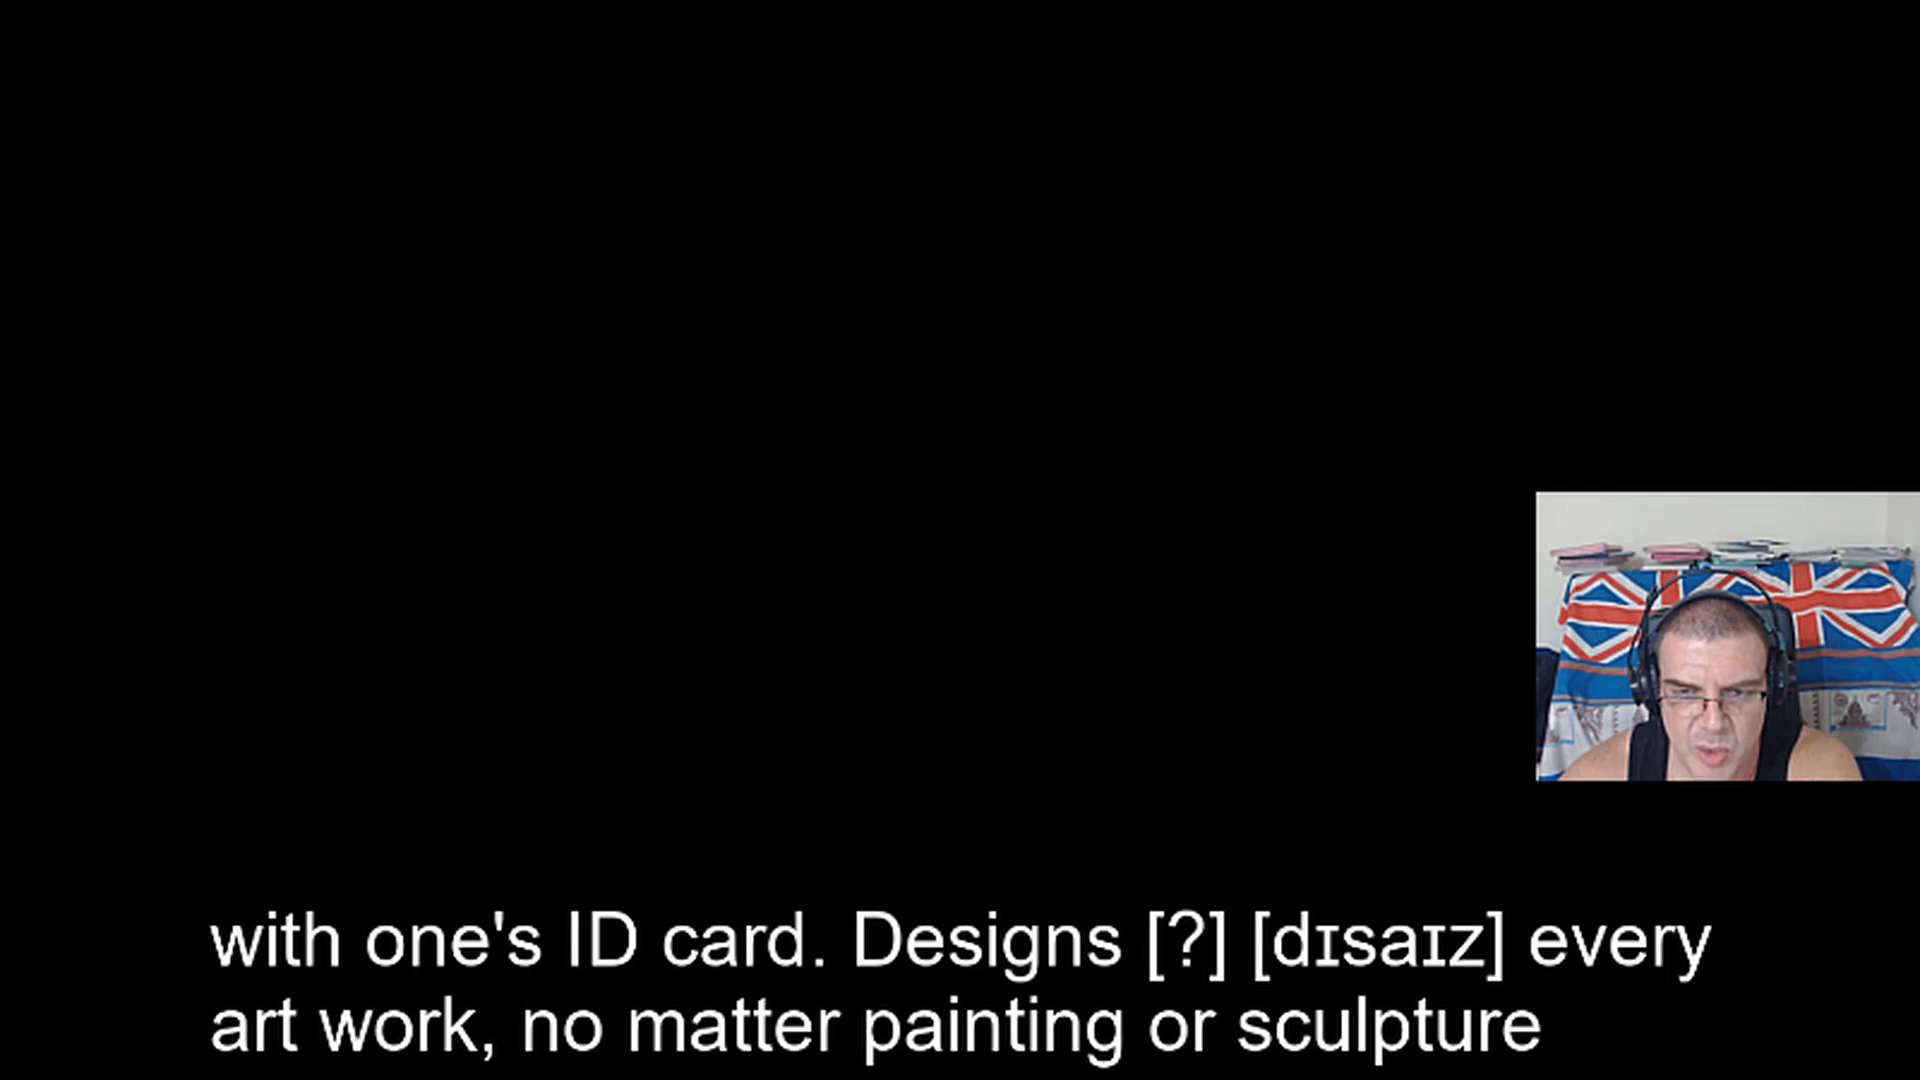 with one's ID card. Designs [?] [dɪsaɪz] every
art work, no matter painting or sculpture